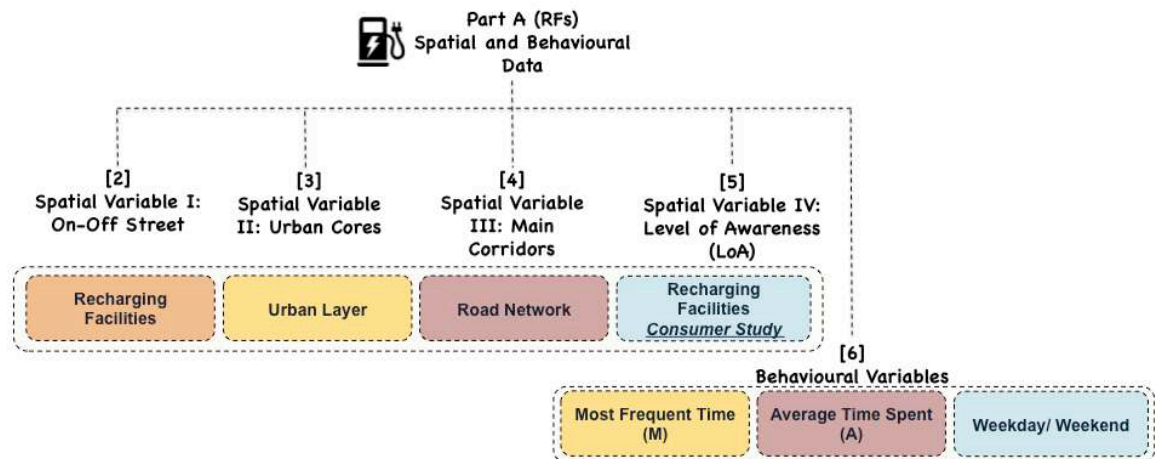 Part A (RFs)
Spatial and Behavioural
Data
[2]
Spatial Variable I:
On-Off Street
[3]
Spatial Variable
II: Urban Cores
[4]
Spatial Variable
III: Main
Corridors
[5]
Spatial Variable IV:
Level of Awareness
(LoA)
Recharging
Facilities
Urban Layer
Road Network
Recharging
Facilities
Consumer Study
[6]
Behavioural Variables
Most Frequent Time
(M)
Average Time Spent
(A)
Weekday/ Weekend